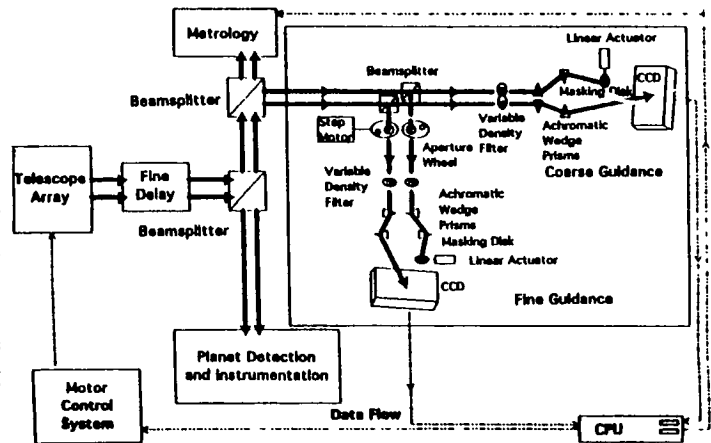 Metrology
Linear Actuator
CCD
Beamsplitter
Beamsplitter
Masking Disk
Step
Motor
Variable
Density
Filter
Achromatic
Wedge
Prisms
Aperture
Wheel
Coarse Guidance
Telescope
Array
Fine
Delay
Variable
Density
Filter
Achromatic
Wedge
Prisms
Beamsplitter
Masking Disk
Linear Actuator
CCD
Fine Guidance
Planet Detection
and Instrumentation
Motor
Control
System
Data Flow
CPU